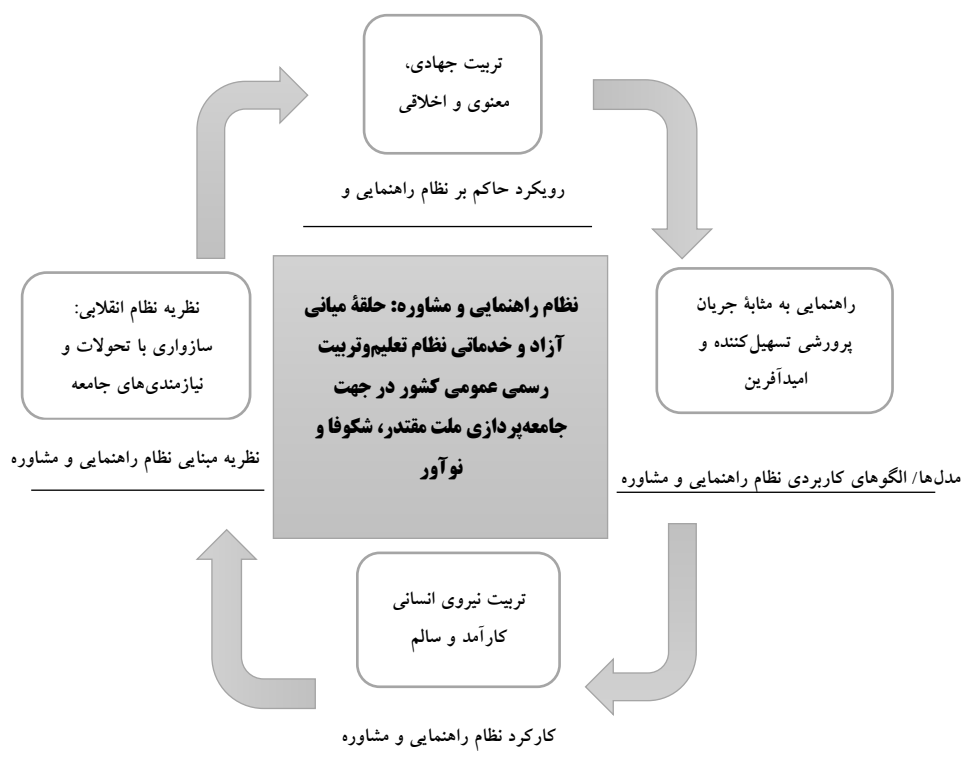 تربیت جهادی،
معنوی و اخلاقی
رویکرد حاکم بر نظام راهنمایی و
راهنمایی به مثابۀ جریان
پرورشی تسهیل‌کننده و
امیدآفرین
مدل‌ها/ الگوهای کاربردی نظام راهنمایی و مشاوره
نظام راهنمایی و مشاوره: حلقۀ میانی
آزاد و خدماتی نظام تعلیم‌وتربیت
رسمی عمومی کشور در جهت
جامعه‌پردازی ملت مقتدر، شکوفا و
نوآور
نظریه نظام انقلابی:
سازواری با تحولات و
نیازمندی‌های جامعه
نظریه مبنایی نظام راهنمایی و مشاوره
تربیت نیروی انسانی
کارآمد و سالم
کارکرد نظام راهنمایی و مشاوره